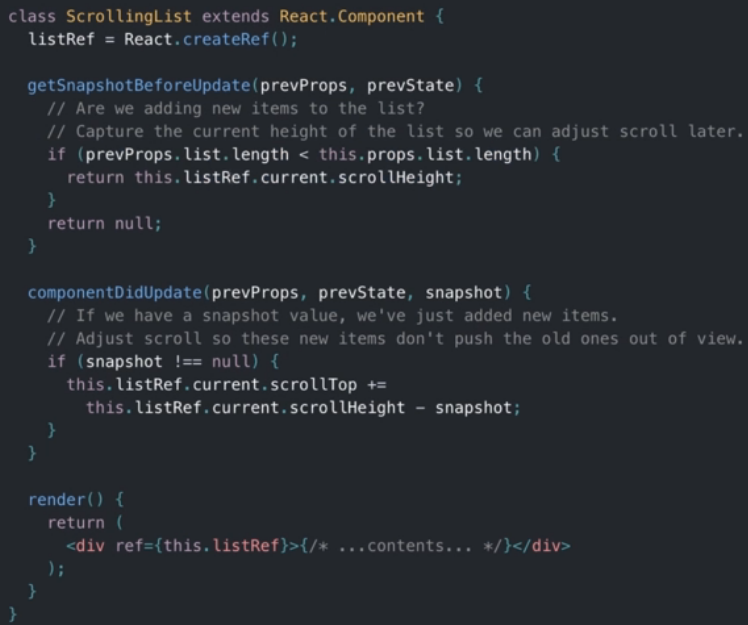 class ScrollingList extends React.Component {
  listRef = React.createRef();

  getSnapshotBeforeUpdate(prevProps, prevState) {
    // Are we adding new items to the list?
    // Capture the current height of the list so we can adjust scroll later.
    if (prevProps.list.length < this.props.list.length) {
      return this.listRef.current.scrollHeight;
    }
    return null;
  }

  componentDidUpdate(prevProps, prevState, snapshot) {
    // If we have a snapshot value, we've just added new items.
    // Adjust scroll so these new items don't push the old ones out of view.
    if (snapshot !== null) {
      this.listRef.current.scrollTop +=
        this.listRef.current.scrollHeight - snapshot;
    }
  }

  render() {
    return (
      <div ref={this.listRef}>{/* ...contents... */}</div>
    );
  }
}